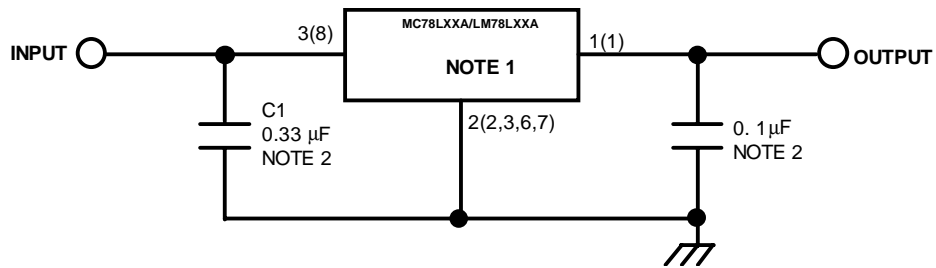 MC78LXXA/LM78LXXA
3(8)
1(1)
INPUT
NOTE 1
OUTPUT
C1
0.33 µF
NOTE 2
2(2,3,6,7)
0. 1µF
NOTE 2